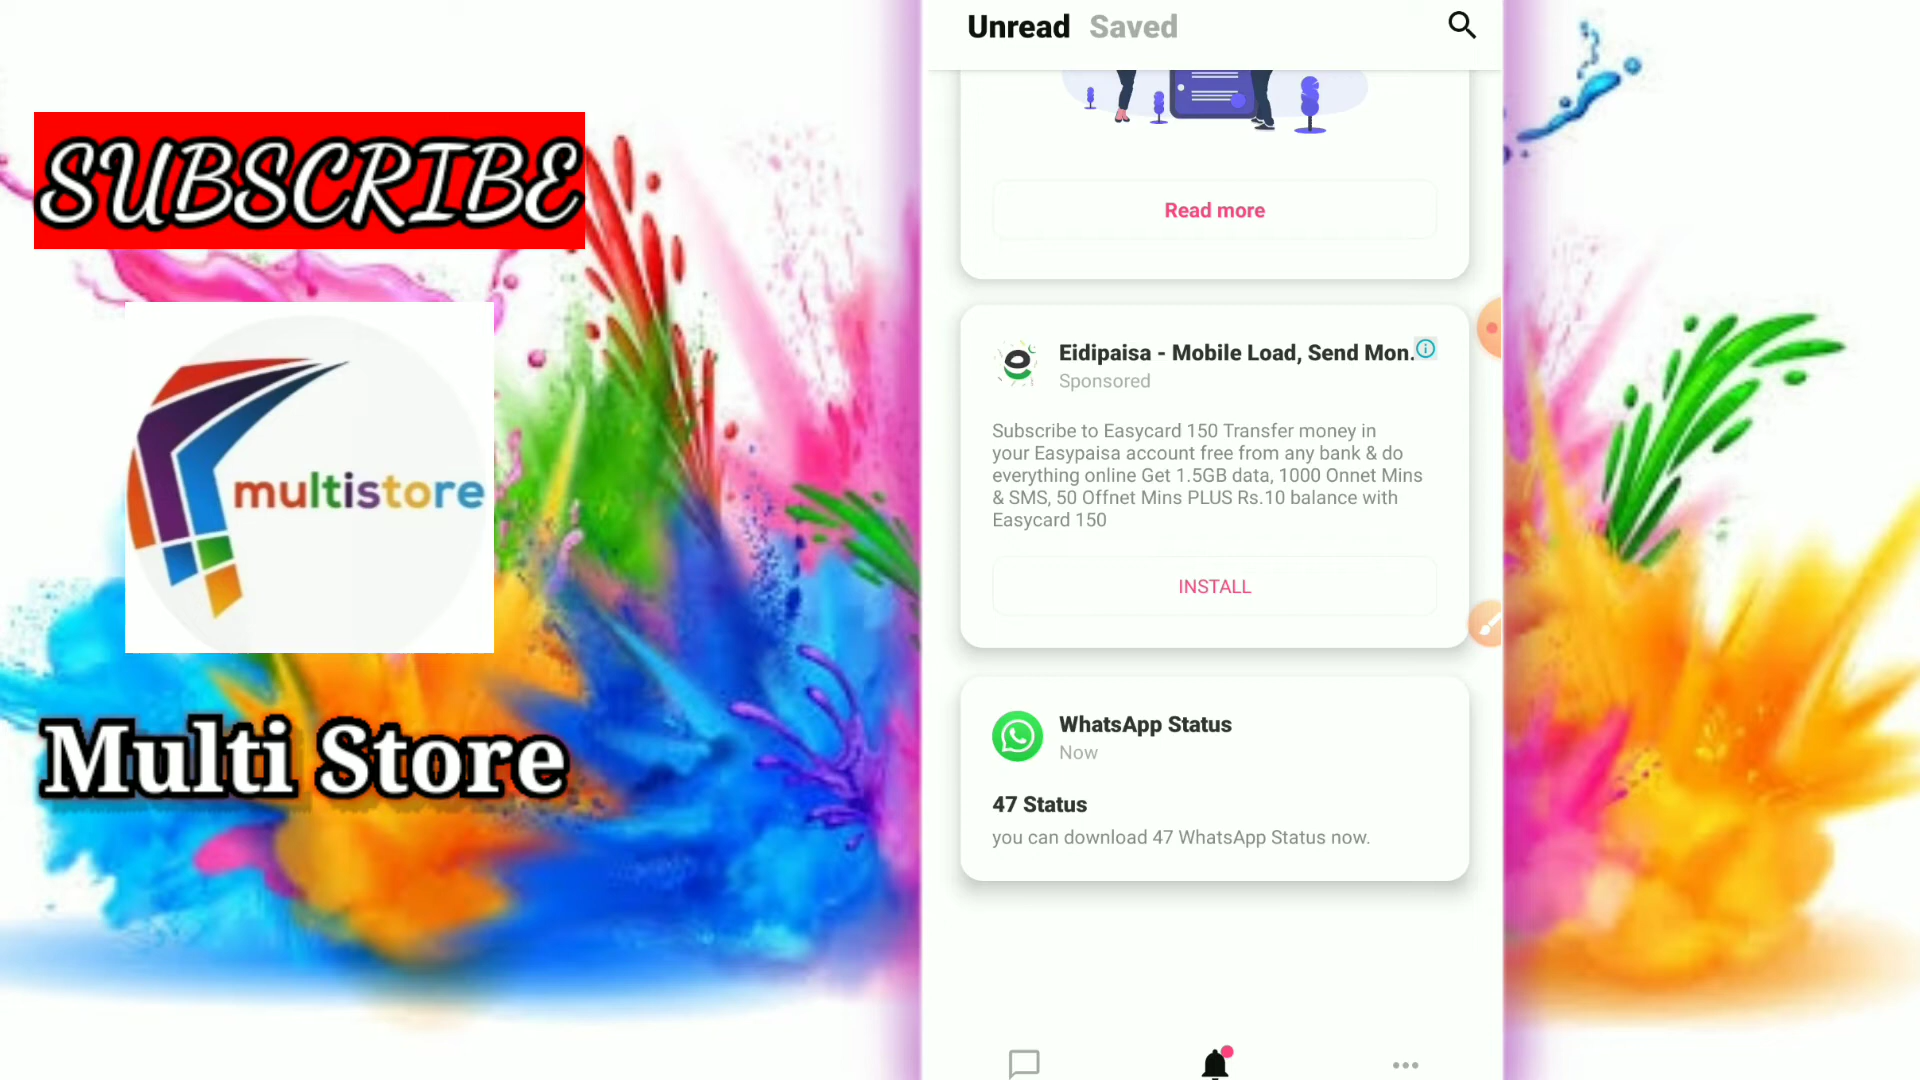 SUBSCRIBE
multistore
Multi Store
Unread Saved
Read more
Eidipaisa - Mobile Load, Send Mon.
Sponsored
Subscribe to Easycard 150 Transfer money in
your Easypaisa account free from any bank & do
everything online Get 1.5GB data, 1000 Onnet Mins
& SMS, 50 Offnet Mins PLUS Rs.10 balance with
Easycard 150
INSTALL
WhatsApp Status
Now
47 Status
you can download 47 WhatsApp Status now.